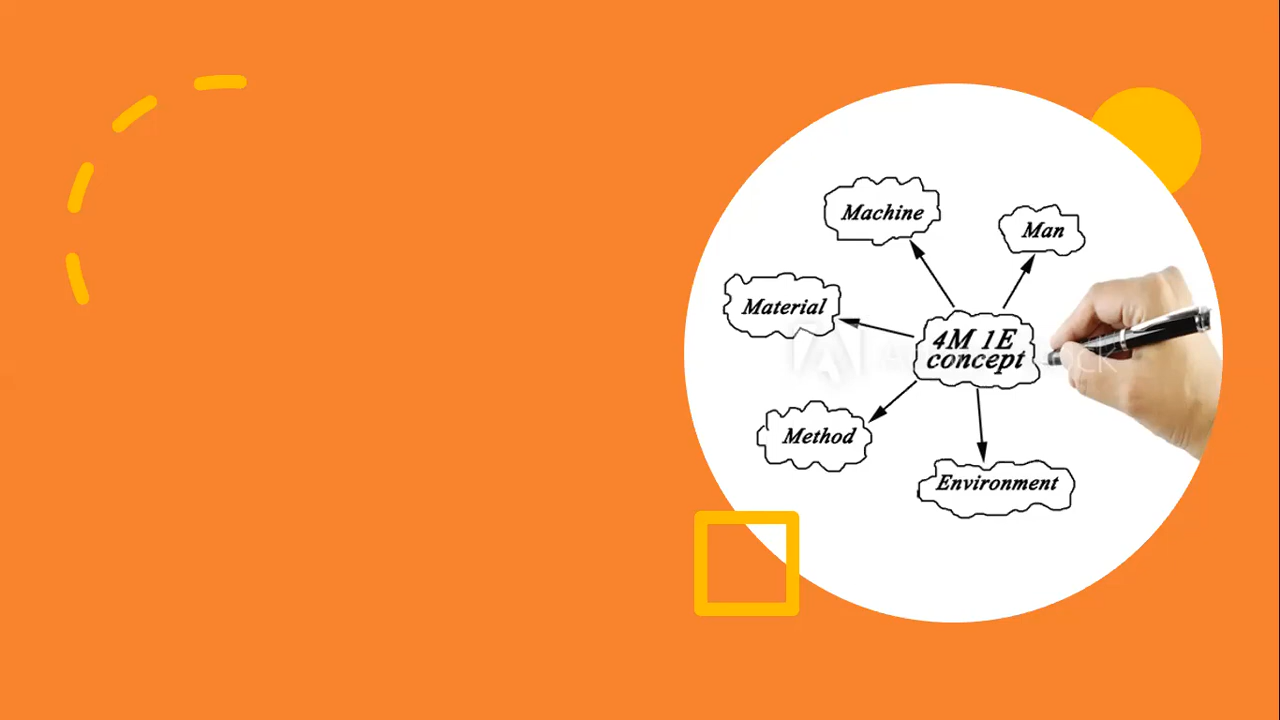 Machine
Man
Material
4M 1E
concept
Method
Environment